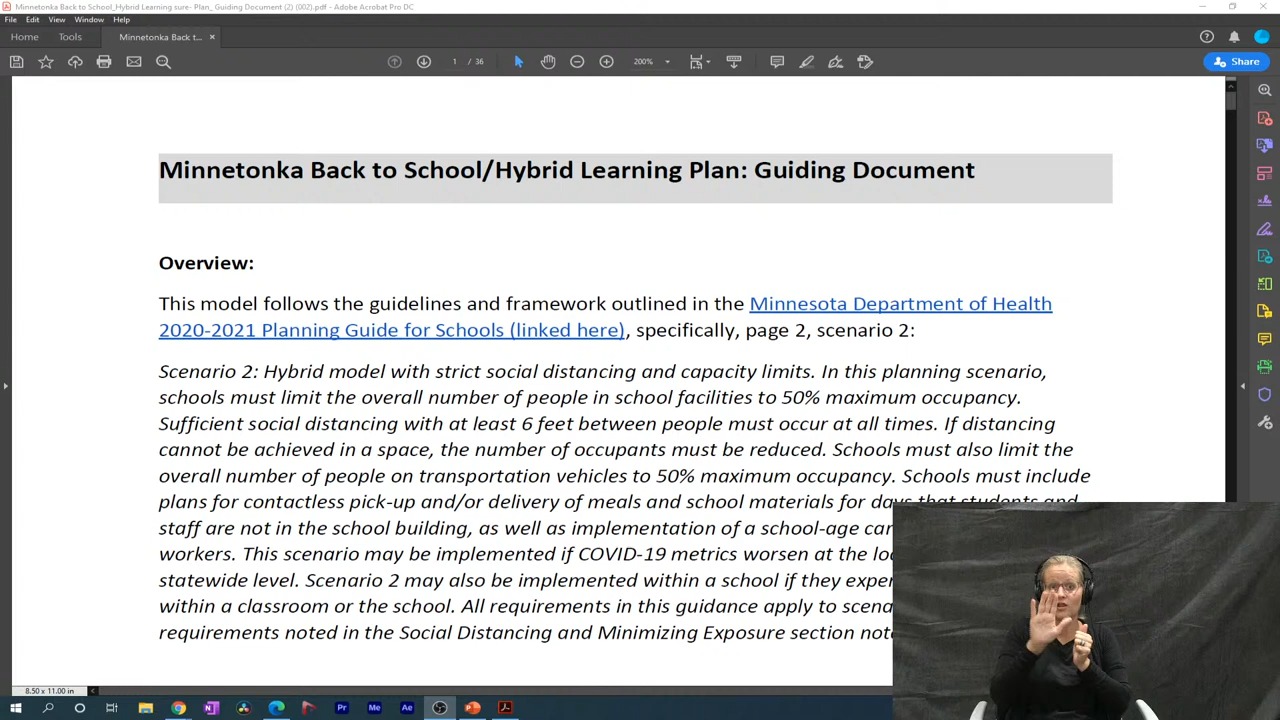 Minnetonka Back to School_Hybrid Learning sure- Plan_ Guiding Document (2) (002).pdf - Adobe Acrobat Pro DC
File Edit View Window Help
Home Tools Minnetonka Back t... ×
1 / 36 200% Share
Minnetonka Back to School/Hybrid Learning Plan: Guiding Document
Overview:
This model follows the guidelines and framework outlined in the Minnesota Department of Health
2020-2021 Planning Guide for Schools (linked here), specifically, page 2, scenario 2:
Scenario 2: Hybrid model with strict social distancing and capacity limits. In this planning scenario,
schools must limit the overall number of people in school facilities to 50% maximum occupancy.
Sufficient social distancing with at least 6 feet between people must occur at all times. If distancing
cannot be achieved in a space, the number of occupants must be reduced. Schools must also limit the
overall number of people on transportation vehicles to 50% maximum occupancy. Schools must include
plans for contactless pick-up and/or delivery of meals and school materials for days that students and
staff are not in the school building, as well as implementation of a school-age car
workers. This scenario may be implemented if COVID-19 metrics worsen at the loc
statewide level. Scenario 2 may also be implemented within a school if they exper
within a classroom or the school. All requirements in this guidance apply to scena
requirements noted in the Social Distancing and Minimizing Exposure section note
8.50 x 11.00 in
Pr Me Ae